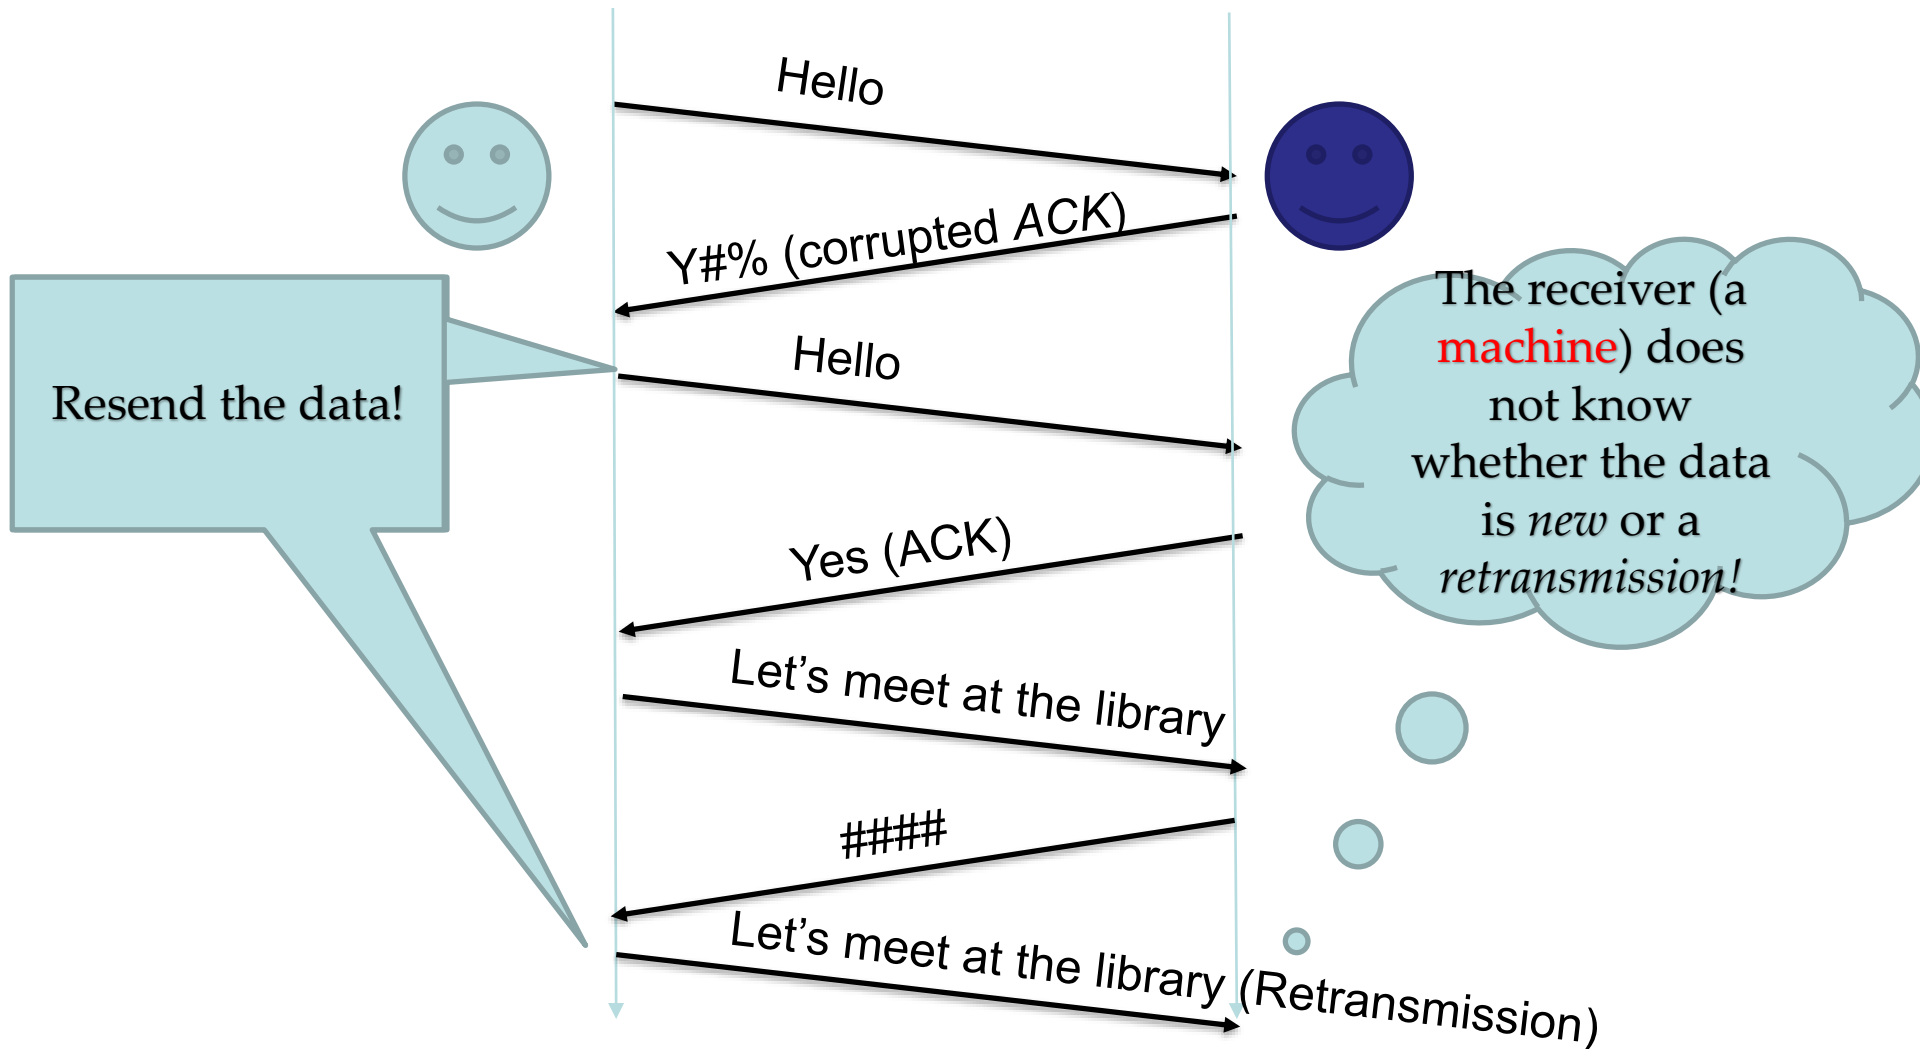 Hello
Y#% (corrupted ACK)
Hello
Resend the data!
The receiver (a
machine) does
not know
whether the data
is new or a
retransmission!
Yes (ACK)
Let’s meet at the library
####
Let’s meet at the library (Retransmission)